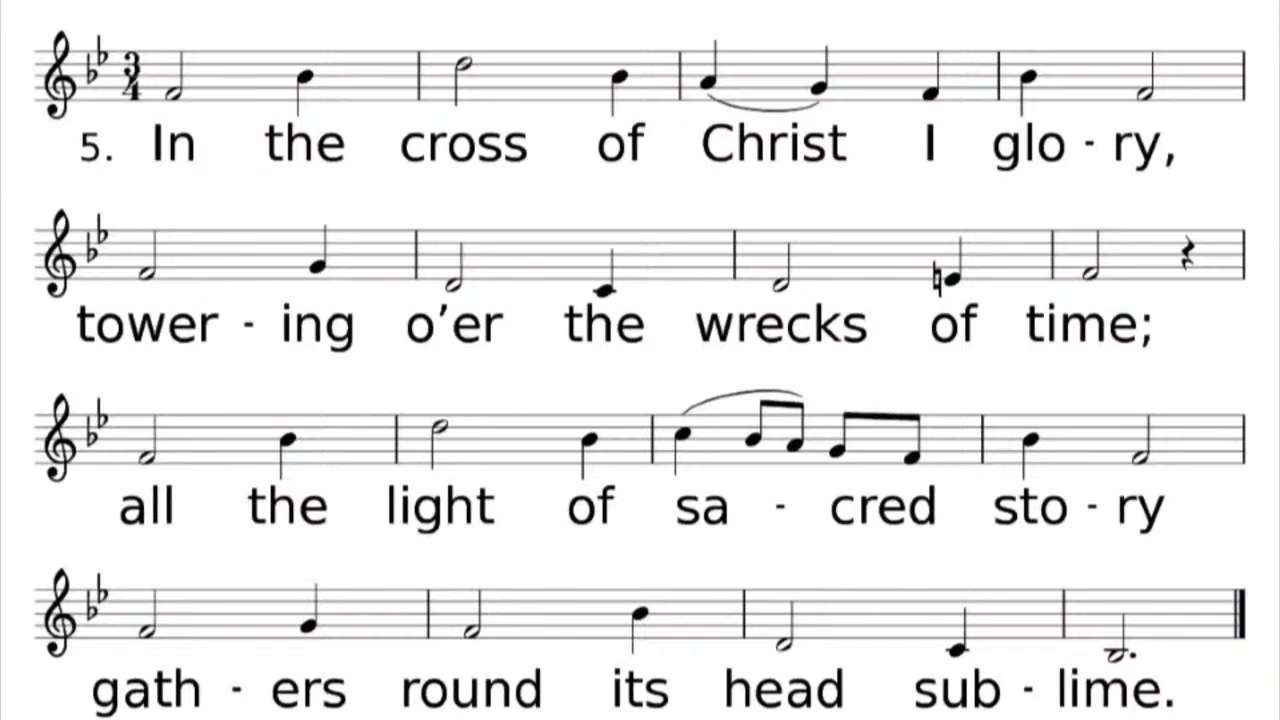 5. In the cross of Christ I glo - ry,
tower - ing o’er the wrecks of time;
all the light of sa - cred sto - ry
gath - ers round its head sub - lime.